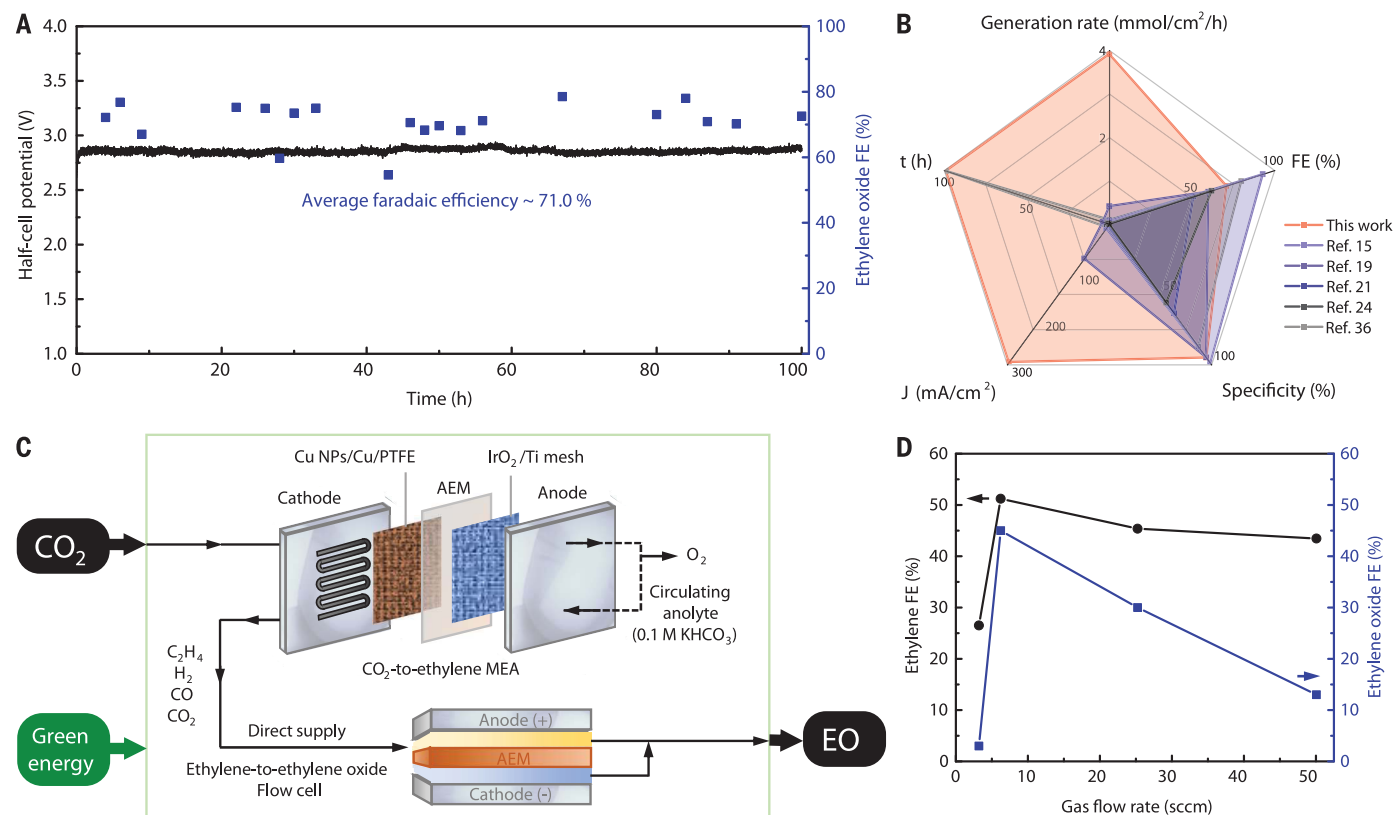 A
4.0
3.5
3.0
2.5
2.0
1.5
1.0
Half-cell potential (V)
0
20
40
60
80
100
Time (h)
100
80
60
40
20
0
Ethylene oxide FE (%)
Average faradaic efficiency ~ 71.0 %
B
Generation rate (mmol/cm²/h)
4
2
t (h)
100
50
FE (%)
100
50
100
200
300
J (mA/cm²)
50
100
Specificity (%)
This work
Ref. 15
Ref. 19
Ref. 21
Ref. 24
Ref. 36
C
CO₂
Green
energy
Cu NPs/Cu/PTFE
IrO₂/Ti mesh
Cathode
AEM
Anode
O₂
Circulating
anolyte
(0.1 M KHCO₃)
CO₂-to-ethylene MEA
C₂H₄
H₂
CO
CO₂
Direct supply
Ethylene-to-ethylene oxide
Flow cell
Anode (+)
AEM
Cathode (-)
EO
D
60
50
40
30
20
10
0
Ethylene FE (%)
0
10
20
30
40
50
Gas flow rate (sccm)
60
50
40
30
20
10
0
Ethylene oxide FE (%)